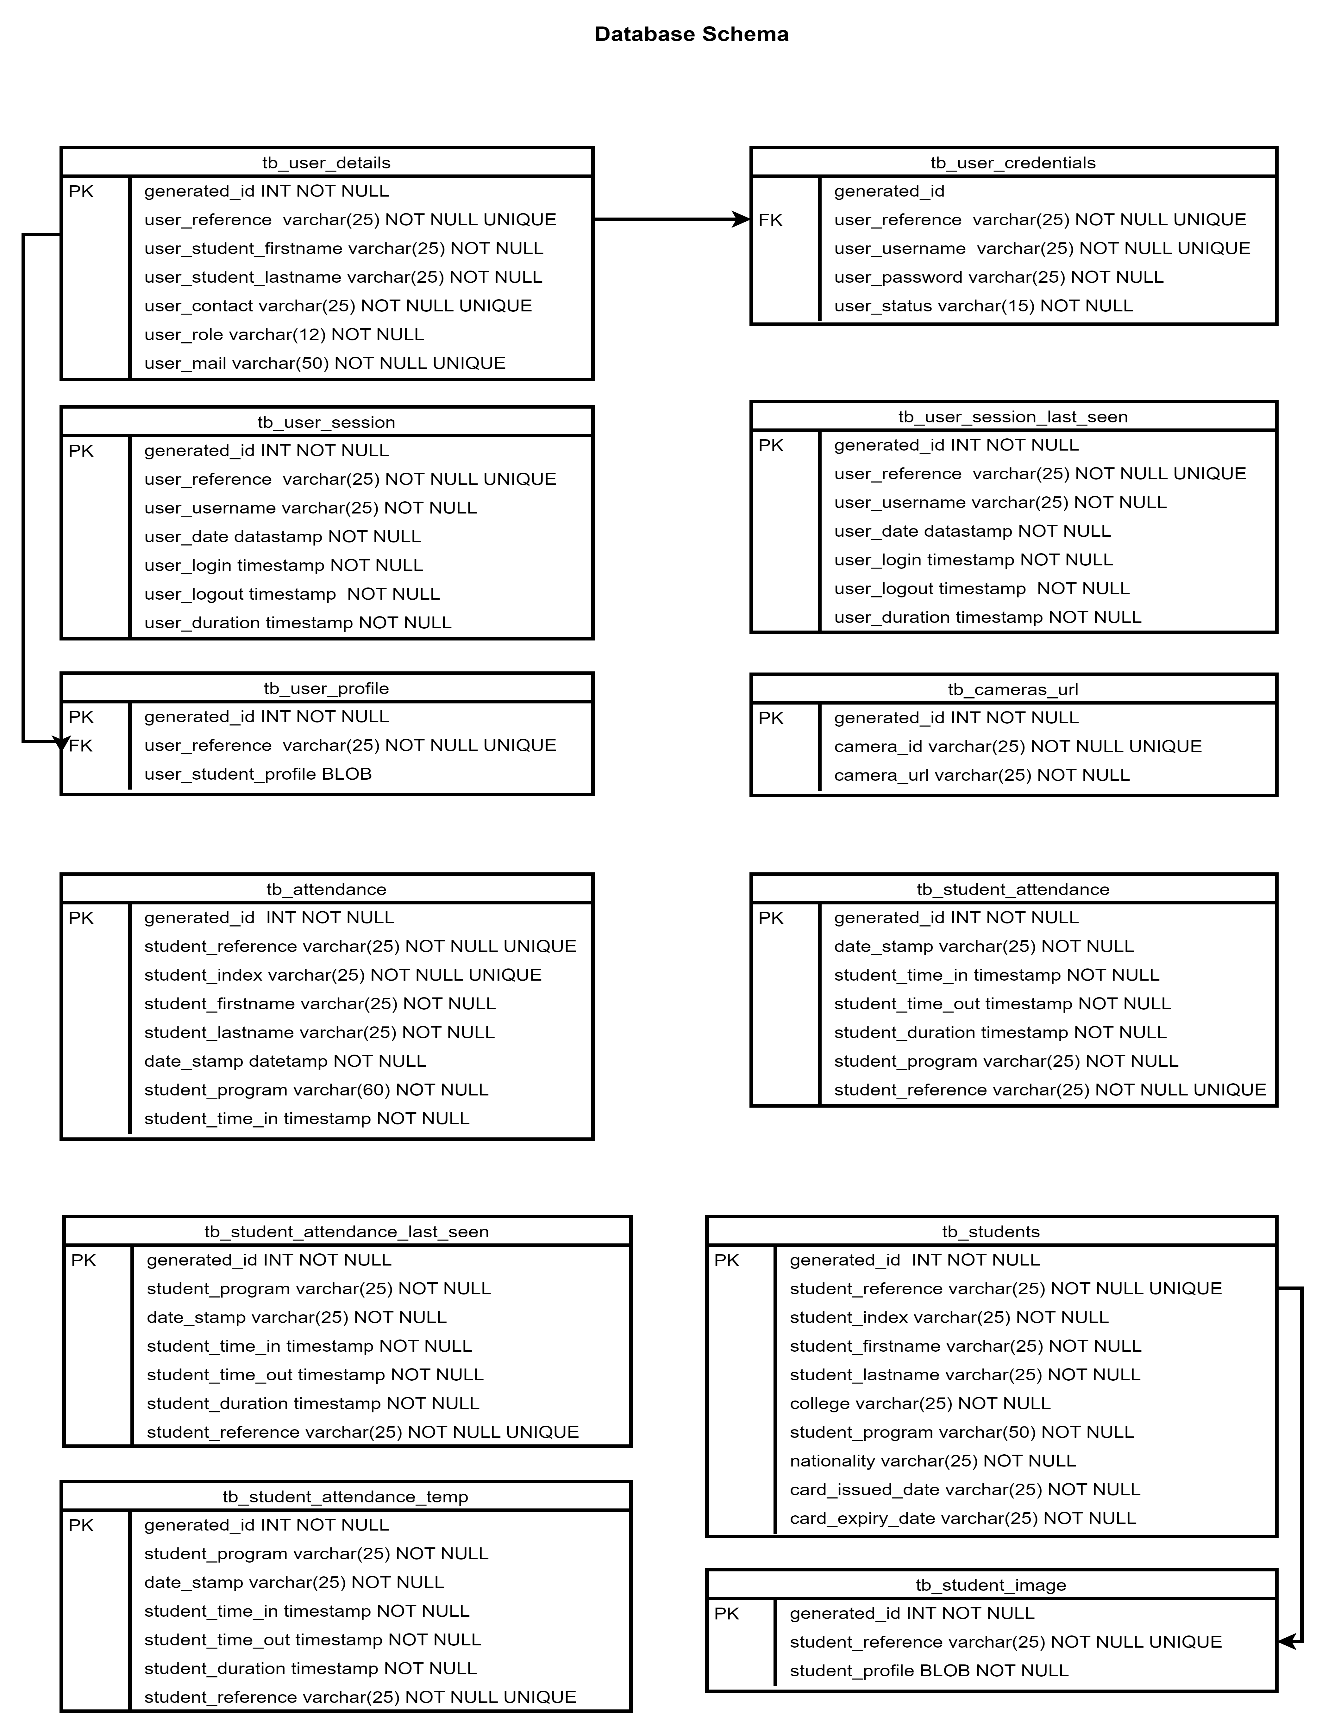 Database Schema
tb_user_details
PK generated_id INT NOT NULL
user_reference varchar(25) NOT NULL UNIQUE
user_student_firstname varchar(25) NOT NULL
user_student_lastname varchar(25) NOT NULL
user_contact varchar(25) NOT NULL UNIQUE
user_role varchar(12) NOT NULL
user_mail varchar(50) NOT NULL UNIQUE
tb_user_credentials
generated_id
FK user_reference varchar(25) NOT NULL UNIQUE
user_username varchar(25) NOT NULL UNIQUE
user_password varchar(25) NOT NULL
user_status varchar(15) NOT NULL
tb_user_session
PK generated_id INT NOT NULL
user_reference varchar(25) NOT NULL UNIQUE
user_username varchar(25) NOT NULL
user_date datastamp NOT NULL
user_login timestamp NOT NULL
user_logout timestamp NOT NULL
user_duration timestamp NOT NULL
tb_user_session_last_seen
PK generated_id INT NOT NULL
user_reference varchar(25) NOT NULL UNIQUE
user_username varchar(25) NOT NULL
user_date datastamp NOT NULL
user_login timestamp NOT NULL
user_logout timestamp NOT NULL
user_duration timestamp NOT NULL
tb_user_profile
PK generated_id INT NOT NULL
FK user_reference varchar(25) NOT NULL UNIQUE
user_student_profile BLOB
tb_cameras_url
PK generated_id INT NOT NULL
camera_id varchar(25) NOT NULL UNIQUE
camera_url varchar(25) NOT NULL
tb_attendance
PK generated_id INT NOT NULL
student_reference varchar(25) NOT NULL UNIQUE
student_index varchar(25) NOT NULL UNIQUE
student_firstname varchar(25) NOT NULL
student_lastname varchar(25) NOT NULL
date_stamp datetamp NOT NULL
student_program varchar(60) NOT NULL
student_time_in timestamp NOT NULL
tb_student_attendance
PK generated_id INT NOT NULL
date_stamp varchar(25) NOT NULL
student_time_in timestamp NOT NULL
student_time_out timestamp NOT NULL
student_duration timestamp NOT NULL
student_program varchar(25) NOT NULL
student_reference varchar(25) NOT NULL UNIQUE
tb_student_attendance_last_seen
PK generated_id INT NOT NULL
student_program varchar(25) NOT NULL
date_stamp varchar(25) NOT NULL
student_time_in timestamp NOT NULL
student_time_out timestamp NOT NULL
student_duration timestamp NOT NULL
student_reference varchar(25) NOT NULL UNIQUE
tb_students
PK generated_id INT NOT NULL
student_reference varchar(25) NOT NULL UNIQUE
student_index varchar(25) NOT NULL
student_firstname varchar(25) NOT NULL
student_lastname varchar(25) NOT NULL
college varchar(25) NOT NULL
student_program varchar(50) NOT NULL
nationality varchar(25) NOT NULL
card_issued_date varchar(25) NOT NULL
card_expiry_date varchar(25) NOT NULL
tb_student_attendance_temp
PK generated_id INT NOT NULL
student_program varchar(25) NOT NULL
date_stamp varchar(25) NOT NULL
student_time_in timestamp NOT NULL
student_time_out timestamp NOT NULL
student_duration timestamp NOT NULL
student_reference varchar(25) NOT NULL UNIQUE
tb_student_image
PK generated_id INT NOT NULL
student_reference varchar(25) NOT NULL UNIQUE
student_profile BLOB NOT NULL